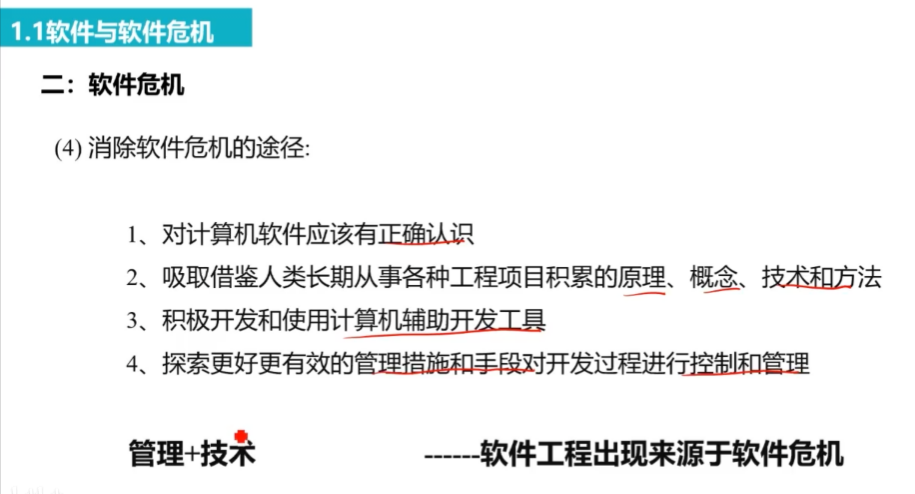 1.1软件与软件危机
二：软件危机
(4) 消除软件危机的途径:
1、对计算机软件应该有正确认识
2、吸取借鉴人类长期从事各种工程项目积累的原理、概念、技术和方法
3、积极开发和使用计算机辅助开发工具
4、探索更好更有效的管理措施和手段对开发过程进行控制和管理
管理+技术 ------软件工程出现来源于软件危机